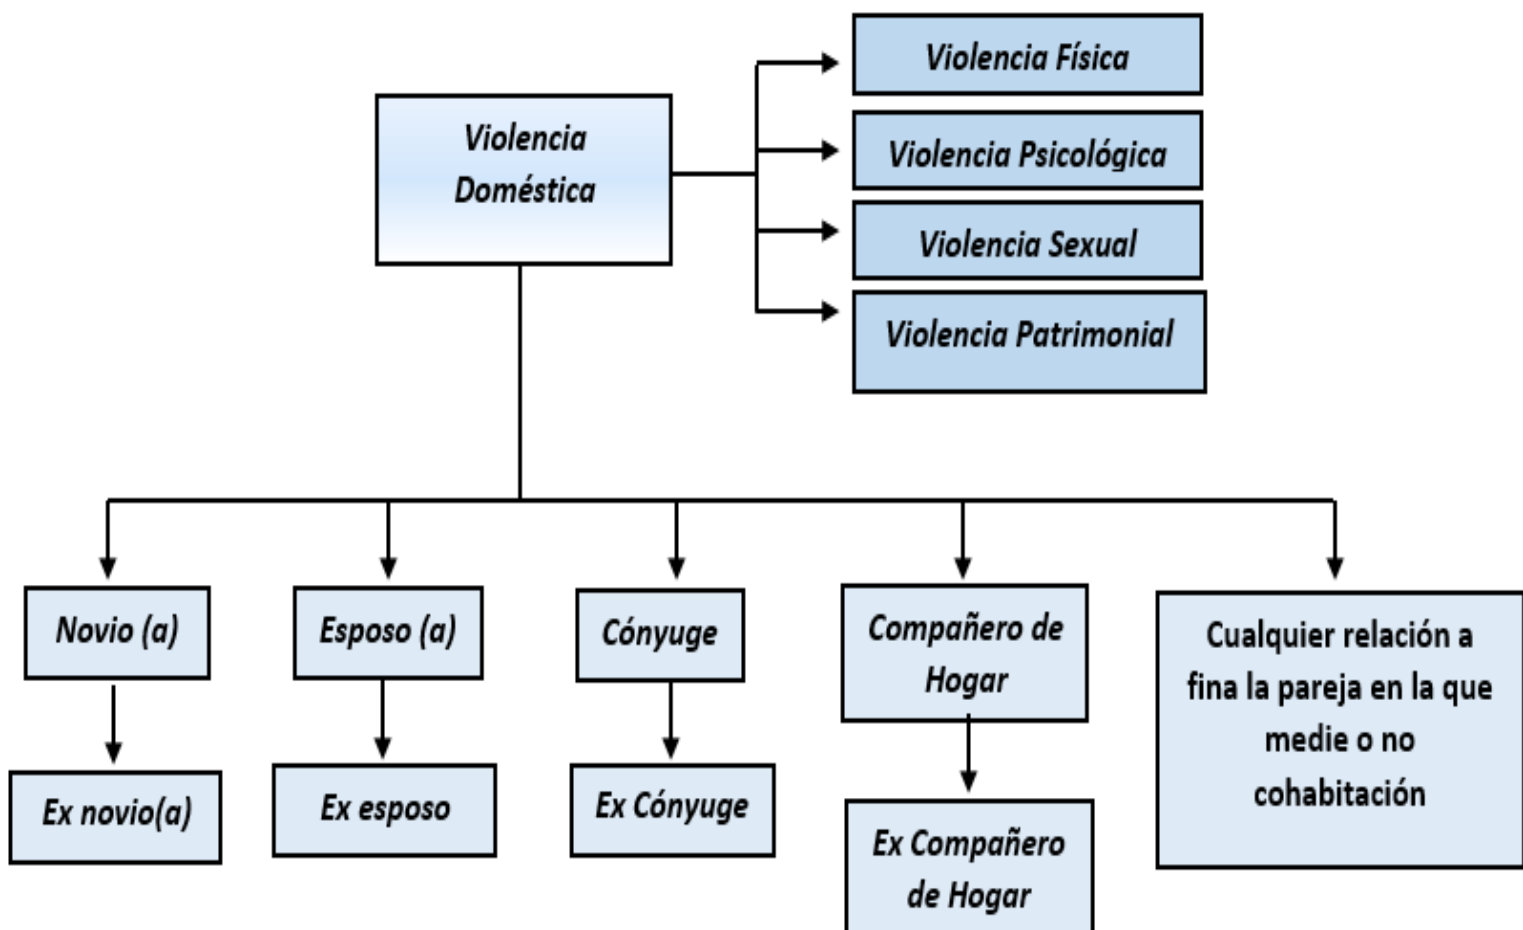 Violencia Física
Violencia
Doméstica
Violencia Psicológica
Violencia Sexual
Violencia Patrimonial
Novio (a)
Esposo (a)
Cónyuge
Compañero de
Hogar
Cualquier relación a
fina la pareja en la que
medie o no
cohabitación
Ex novio(a)
Ex esposo
Ex Cónyuge
Ex Compañero
de Hogar